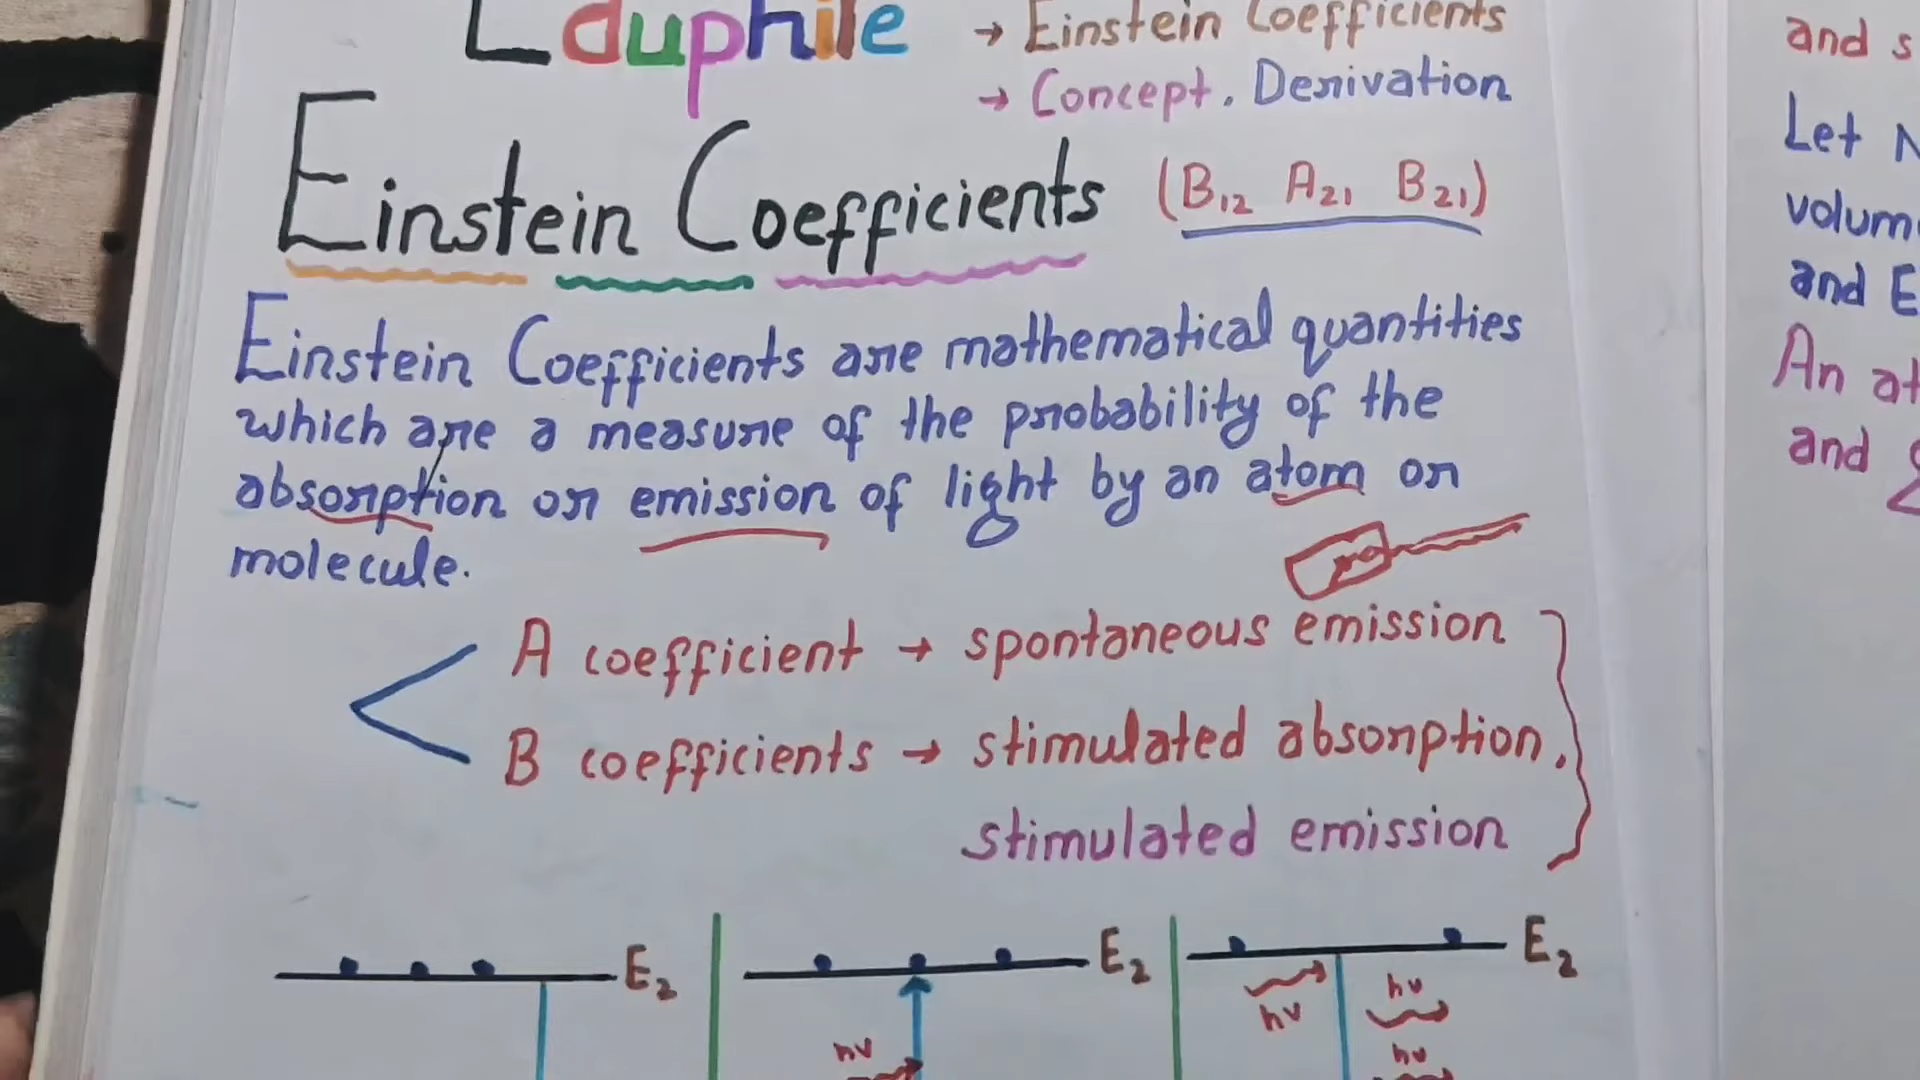 Eduphile → Einstein Coefficients
→ Concept, Derivation
Einstein Coefficients (B₁₂ A₂₁ B₂₁)
Einstein Coefficients are mathematical quantities
which are a measure of the probability of the
absorption or emission of light by an atom or
molecule.
A coefficient → spontaneous emission
B coefficients → stimulated absorption,
stimulated emission
E₂
E₂
E₂
hν
hν
hν
hν
and s
Let N
volum
and E
An at
and